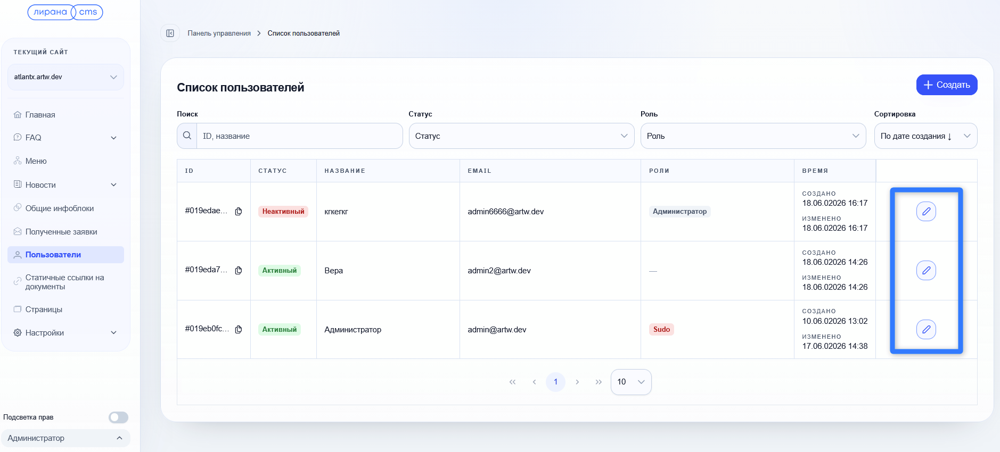 лирана cms
ТЕКУЩИЙ САЙТ
atlantx.artw.dev
Главная
FAQ
Меню
Новости
Общие инфоблоки
Полученные заявки
Пользователи
Статичные ссылки на
документы
Страницы
Настройки
Подсветка прав
Администратор
Панель управления > Список пользователей
Список пользователей
Создать
Поиск Статус Роль Сортировка
ID, название Статус Роль По дате создания ↓
ID СТАТУС НАЗВАНИЕ EMAIL РОЛИ ВРЕМЯ
#019edae... Неактивный кгкегкг admin6666@artw.dev Администратор
СОЗДАНО
18.06.02026 16:17
ИЗМЕНЕНО
18.06.02026 16:17
#019eda7... Активный Вера admin2@artw.dev —
СОЗДАНО
18.06.02026 14:26
ИЗМЕНЕНО
18.06.02026 14:26
#019eb0fc... Активный Администратор admin@artw.dev Sudo
СОЗДАНО
10.06.02026 13:02
ИЗМЕНЕНО
17.06.02026 14:38
« ‹ 1 › » 10